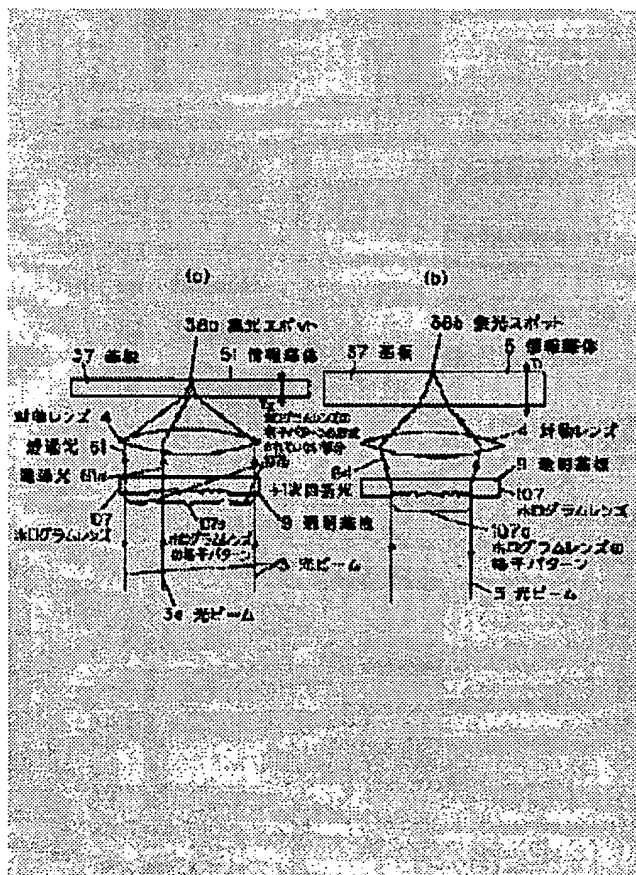 (a)
38a 集光スポット
37 基板
51 情報媒体
対物レンズ 4
透過光 61
透過光 61a
ホログラムレンズの
格子パターンの形成
されていない部分
107b
+1次回折光
107
ホログラムレンズ
107a
ホログラムレンズ
の格子パターン
9 透明基板
3 光ビーム
3a 光ビーム
(b)
38b 集光スポット
37 基板
5 情報媒体
4 対物レンズ
64
9 透明基板
107
ホログラムレンズ
107a
ホログラムレンズの
格子パターン
3 光ビーム